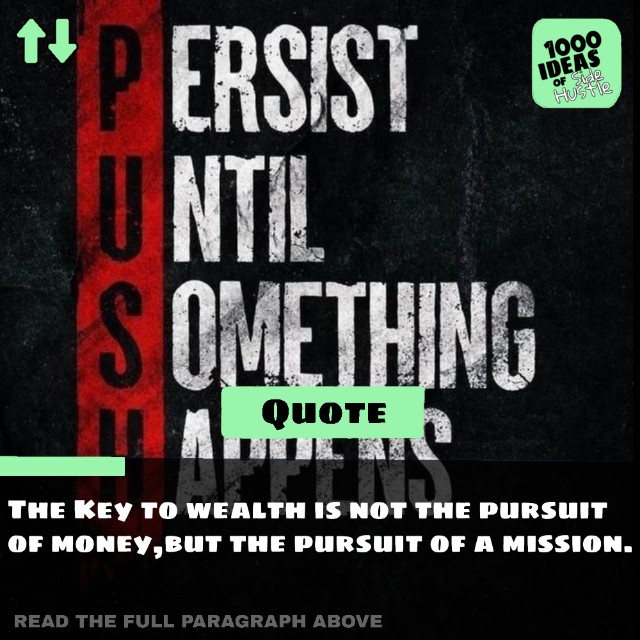 PERSIST
1000
IDEAS
OF Side
HUSTLE
UNTIL
SOMETHING
QUOTE
HAPPENS
THE KEY TO WEALTH IS NOT THE PURSUIT
OF MONEY,BUT THE PURSUIT OF A MISSION.
READ THE FULL PARAGRAPH ABOVE